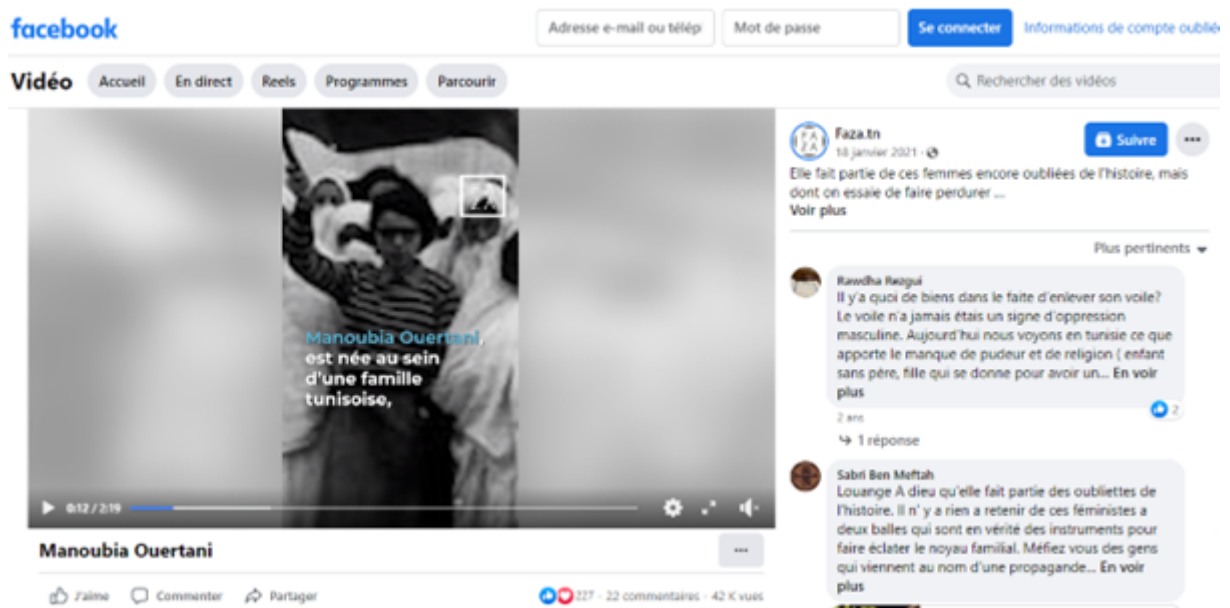 facebook
Adresse e-mail ou télép
Mot de passe
Se connecter
Informations de compte oublié
Vidéo
Accueil
En direct
Reels
Programmes
Parcourir
Rechercher des vidéos
Manoubia Ouertani,
est née au sein
d'une famille
tunisoise,
0:12 / 2:19
Manoubia Ouertani
J'aime
Commenter
Partager
227 · 22 commentaires · 42 K vues
FA
ZA
Faza.tn
18 janvier 2021 ·
Suivre
Elle fait partie de ces femmes encore oubliées de l'histoire, mais
dont on essaie de faire perdurer ...
Voir plus
Plus pertinents
Rawdha Rezgui
Il y'a quoi de biens dans le faite d'enlever son voile?
Le voile n'a jamais étais un signe d'oppression
masculine. Aujourd'hui nous voyons en tunisie ce que
apporte le manque de pudeur et de religion ( enfant
sans père, fille qui se donne pour avoir un... En voir
plus
2
2 ans
1 réponse
Sabri Ben Meftah
Louange A dieu qu'elle fait partie des oubliettes de
l'histoire. Il n' y a rien a retenir de ces féministes a
deux balles qui sont en vérité des instruments pour
faire éclater le noyau familial. Méfiez vous des gens
qui viennent au nom d'une propagande... En voir
plus